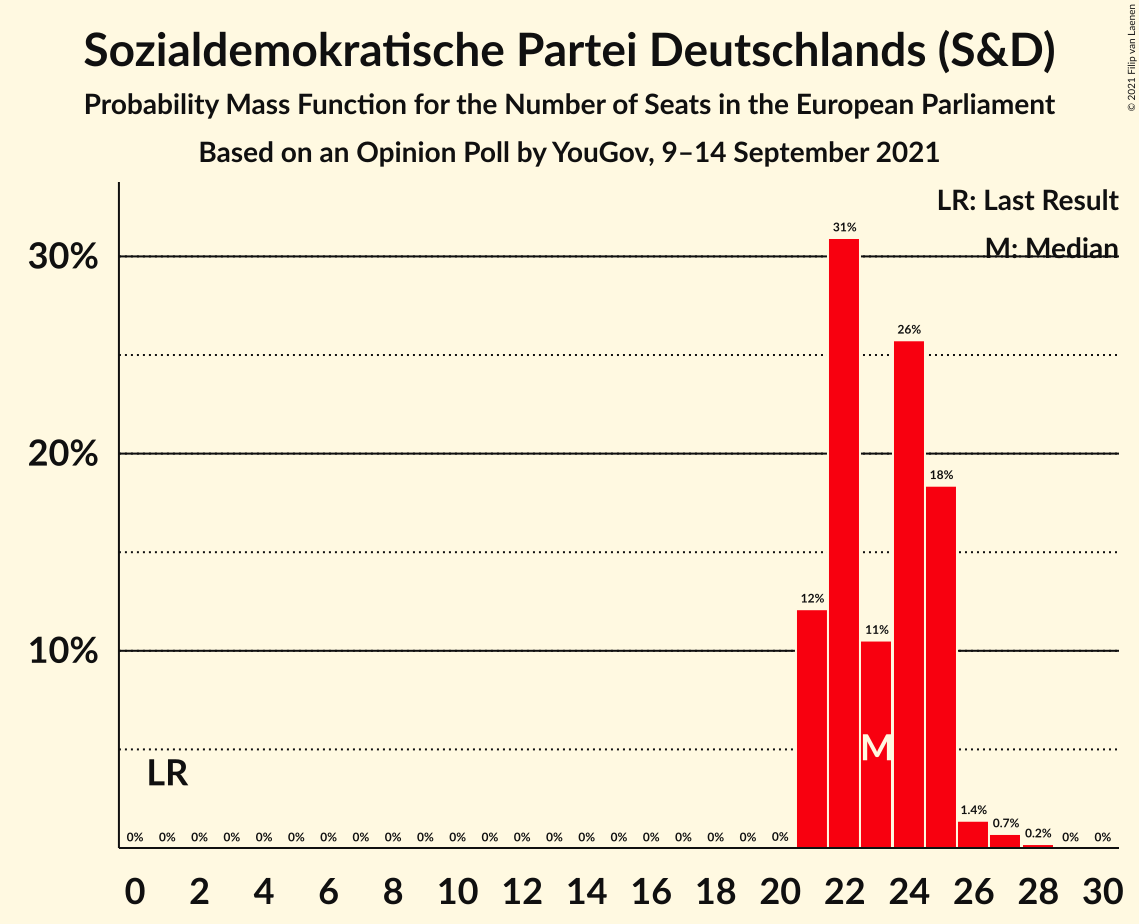 Sozialdemokratische Partei Deutschlands (S&D)
Probability Mass Function for the Number of Seats in the European Parliament
Based on an Opinion Poll by YouGov, 9–14 September 2021
© 2021 Filip van Laenen
LR: Last Result
M: Median
30%
20%
10%
31%
26%
18%
12%
11%
M
LR
1.4%
0.7%
0.2%
0% 0% 0% 0% 0% 0% 0% 0% 0% 0% 0% 0% 0% 0% 0% 0% 0% 0% 0% 0% 0% 0% 0%
0 2 4 6 8 10 12 14 16 18 20 22 24 26 28 30